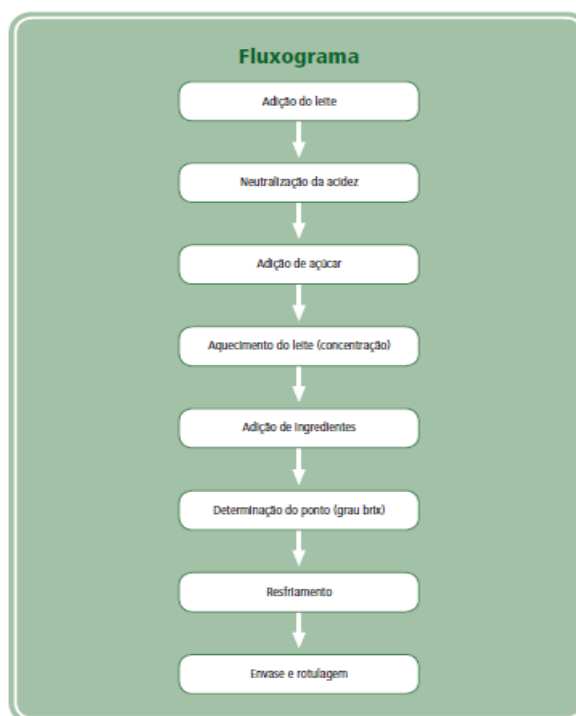 Fluxograma
Adição do leite
Neutralização da acidez
Adição de açúcar
Aquecimento do leite (concentração)
Adição de ingredientes
Determinação do ponto (grau brix)
Resfriamento
Envase e rotulagem